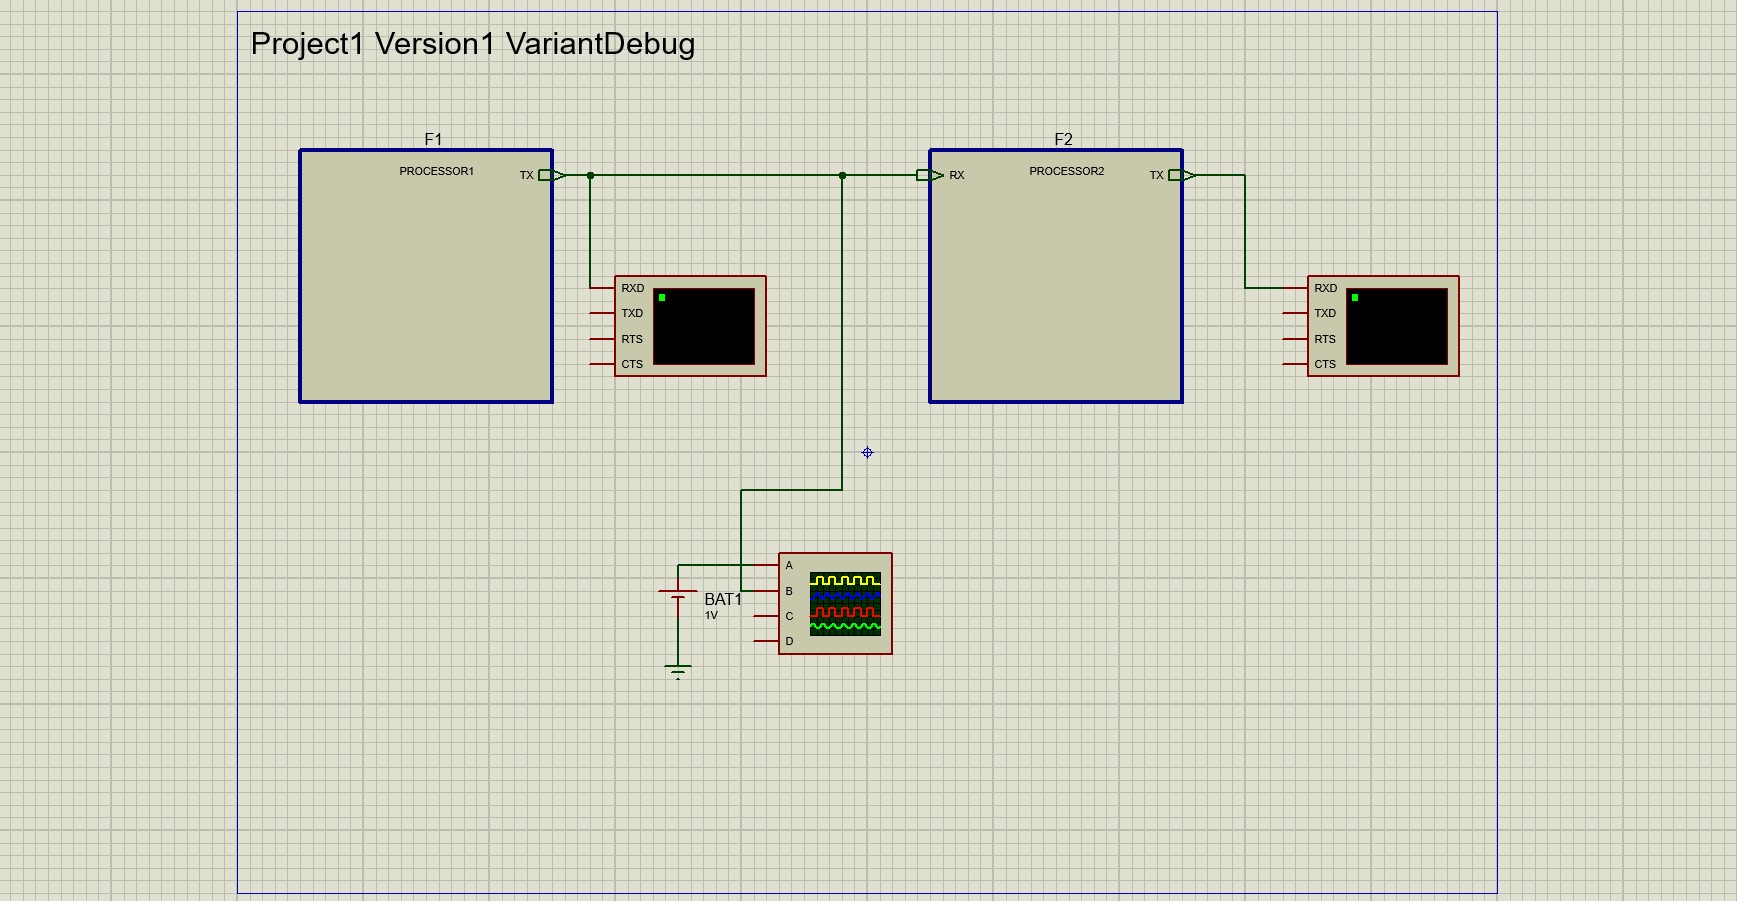 Project1 Version1 VariantDebug
F1
PROCESSOR1
TX
RXD
TXD
RTS
CTS
F2
RX
PROCESSOR2
TX
RXD
TXD
RTS
CTS
BAT1
1V
A
B
C
D